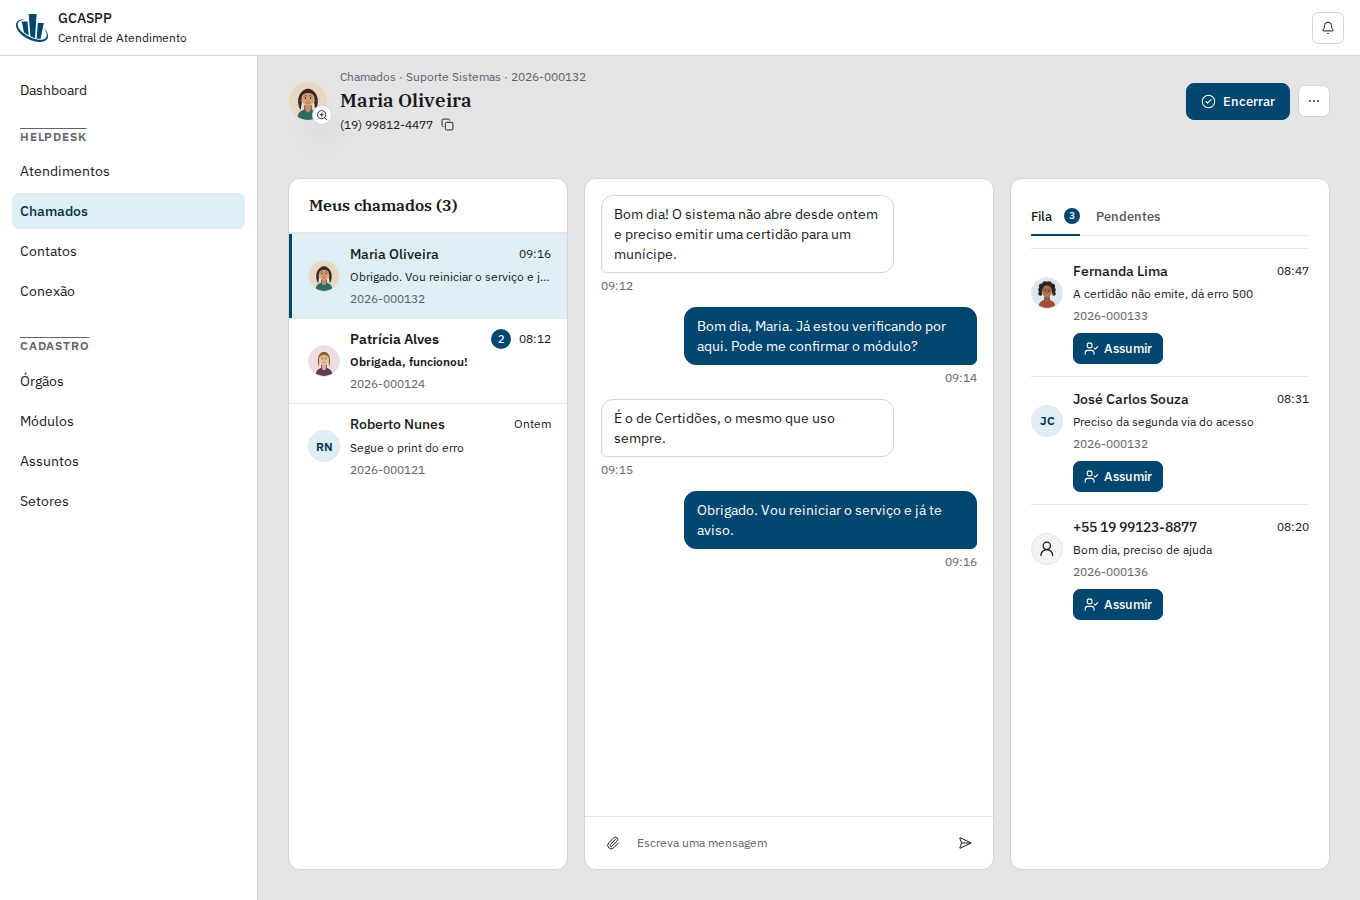 GCASPP
Central de Atendimento
Dashboard
HELPDESK
Atendimentos
Chamados
Contatos
Conexão
CADASTRO
Órgãos
Módulos
Assuntos
Setores
Chamados · Suporte Sistemas · 2026-000132
Maria Oliveira
(19) 99812-4477
Encerrar
Meus chamados (3)
Maria Oliveira 09:16
Obrigado. Vou reiniciar o serviço e j...
2026-000132
Patrícia Alves 2 08:12
Obrigada, funcionou!
2026-000124
RN
Roberto Nunes Ontem
Segue o print do erro
2026-000121
Bom dia! O sistema não abre desde ontem
e preciso emitir uma certidão para um
munícipe.
09:12
Bom dia, Maria. Já estou verificando por
aqui. Pode me confirmar o módulo?
09:14
É o de Certidões, o mesmo que uso
sempre.
09:15
Obrigado. Vou reiniciar o serviço e já te
aviso.
09:16
Escreva uma mensagem
Fila 3 Pendentes
Fernanda Lima 08:47
A certidão não emite, dá erro 500
2026-000133
Assumir
JC
José Carlos Souza 08:31
Preciso da segunda via do acesso
2026-000132
Assumir
+55 19 99123-8877 08:20
Bom dia, preciso de ajuda
2026-000136
Assumir